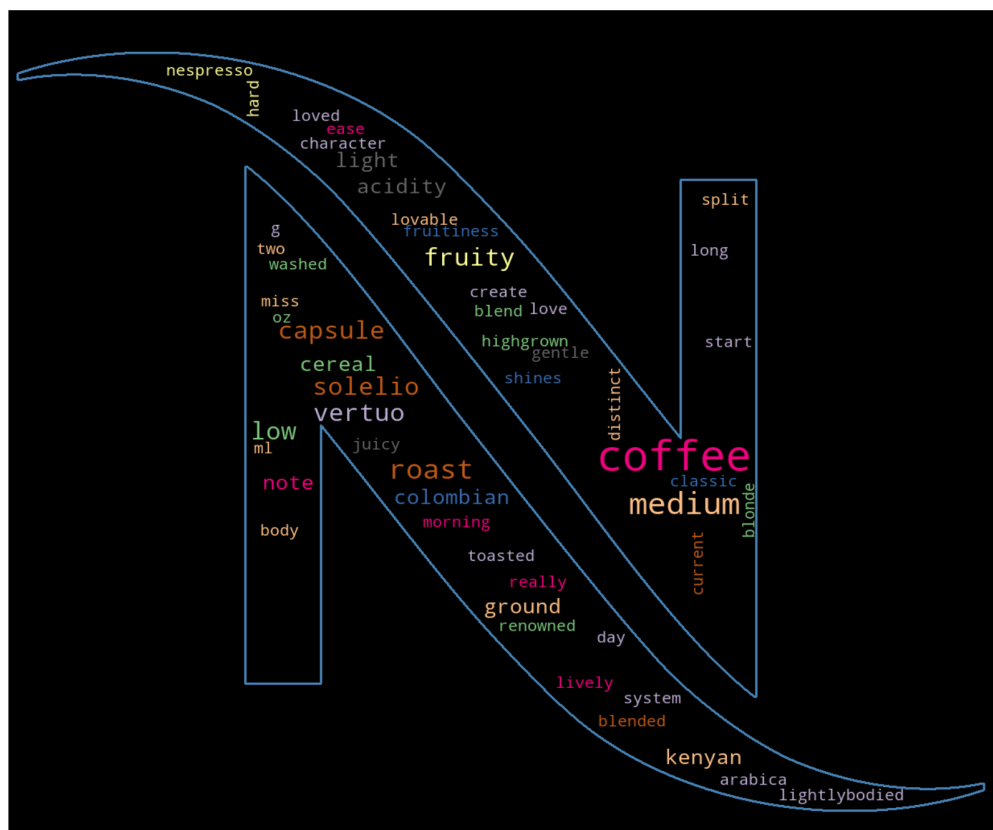 nespresso
hard
loved
ease
character
light
acidity
lovable
fruitiness
fruity
create
blend
love
highgrown
gentle
shines
distinct
split
long
start
coffee
classic
medium
blonde
current
g
two
washed
miss
oz
capsule
cereal
solelio
vertuo
low
ml
juicy
note
roast
colombian
morning
body
toasted
really
ground
renowned
day
lively
system
blended
kenyan
arabica
lightlybodied